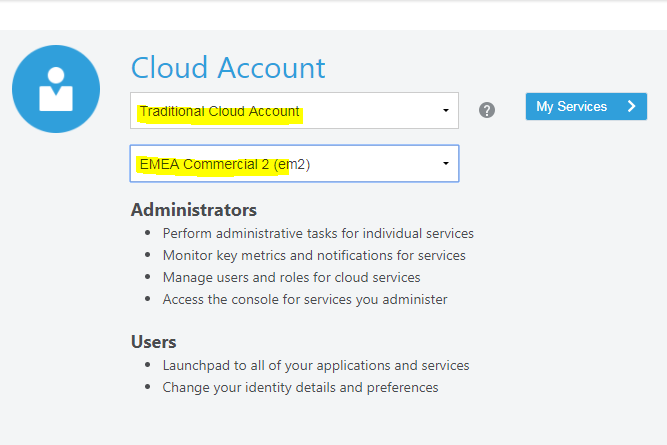 Cloud Account
Traditional Cloud Account
?
My Services
EMEA Commercial 2 (em2)
Administrators
• Perform administrative tasks for individual services
• Monitor key metrics and notifications for services
• Manage users and roles for cloud services
• Access the console for services you administer
Users
• Launchpad to all of your applications and services
• Change your identity details and preferences